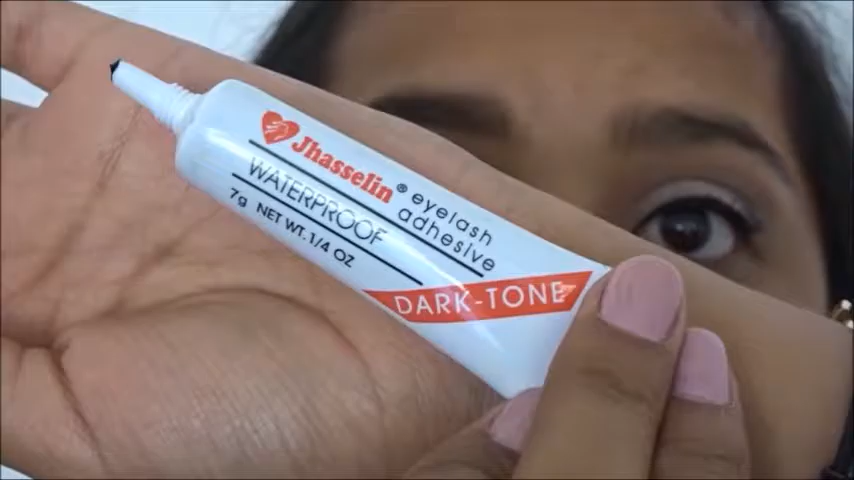 Jhasselin® eyelash adhesive
WATERPROOF
7g NET WT. 1/4 OZ
DARK-TONE